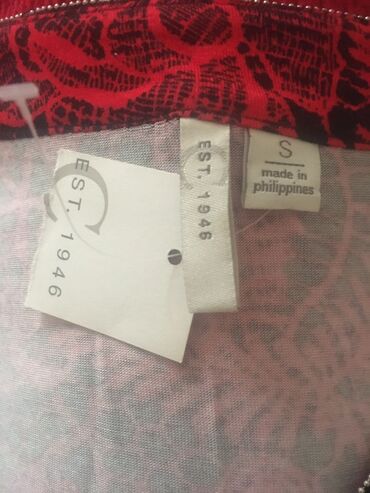 C
EST. 1946
C
EST. 1946
S
made in
philippines